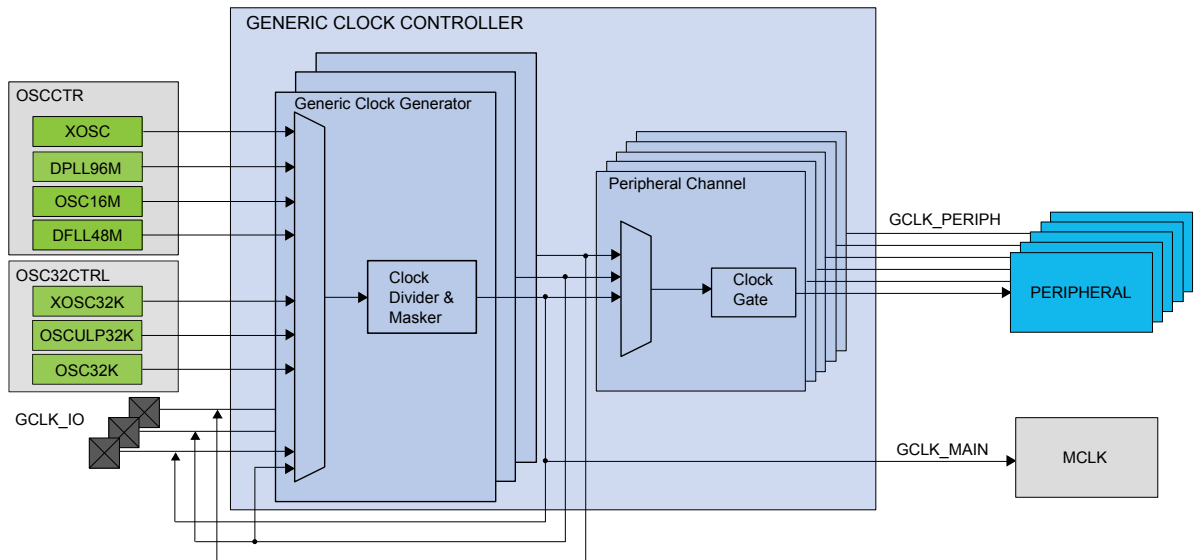 GENERIC CLOCK CONTROLLER
OSCCTR
XOSC
DPLL96M
OSC16M
DFLL48M
OSC32CTRL
XOSC32K
OSCULP32K
OSC32K
GCLK_IO
Generic Clock Generator
Clock
Divider &
Masker
Peripheral Channel
Clock
Gate
GCLK_PERIPH
PERIPHERAL
GCLK_MAIN
MCLK